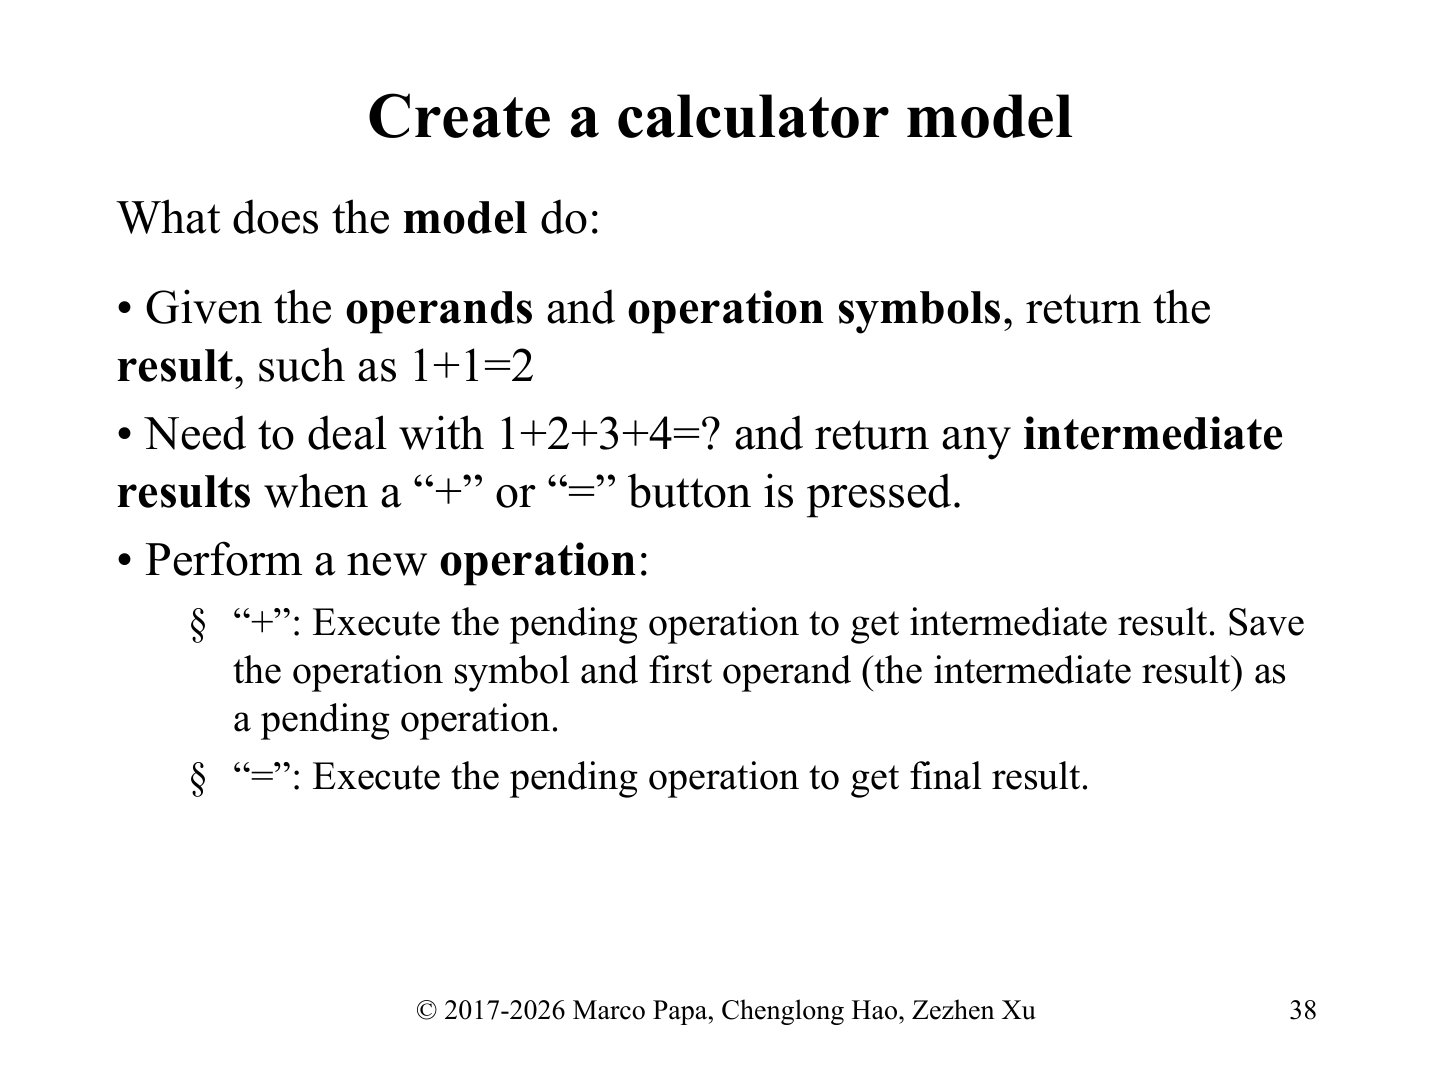 Create a calculator model
What does the model do:
• Given the operands and operation symbols, return the
result, such as 1+1=2
• Need to deal with 1+2+3+4=? and return any intermediate
results when a “+” or “=” button is pressed.
• Perform a new operation:
§ “+”: Execute the pending operation to get intermediate result. Save
the operation symbol and first operand (the intermediate result) as
a pending operation.
§ “=”: Execute the pending operation to get final result.
© 2017-2026 Marco Papa, Chenglong Hao, Zezhen Xu
38